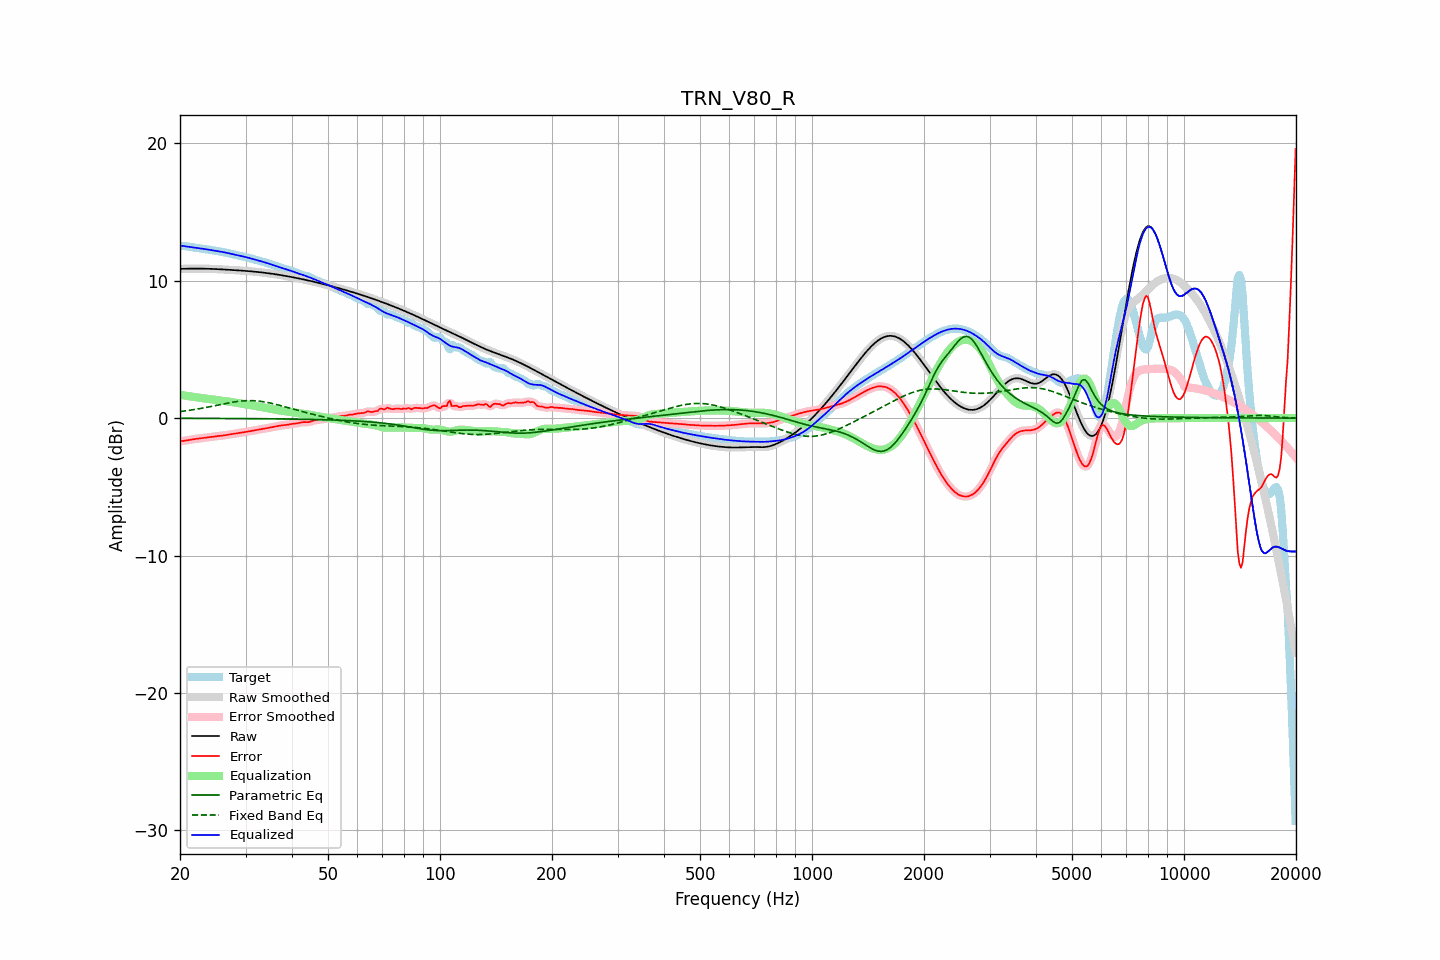 TRN_V80_R
20
10
0
−10
−20
−30
Amplitude (dBr)
Target
Raw Smoothed
Error Smoothed
Raw
Error
Equalization
Parametric Eq
Fixed Band Eq
Equalized
20 50 100 200 500 1000 2000 5000 10000 20000
Frequency (Hz)